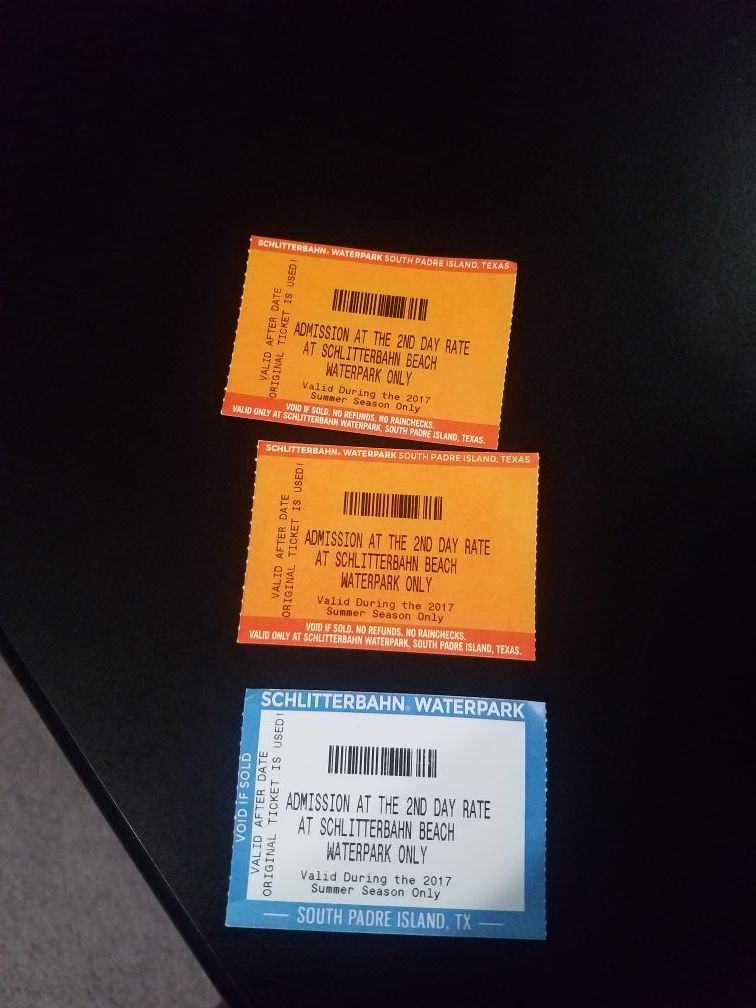 SCHLITTERBAHN® WATERPARK SOUTH PADRE ISLAND, TEXAS
VALID AFTER DATE
ORIGINAL TICKET IS USED!
ADMISSION AT THE 2ND DAY RATE
AT SCHLITTERBAHN BEACH
WATERPARK ONLY
Valid During the 2017
Summer Season Only
VOID IF SOLD. NO REFUNDS. NO RAINCHECKS.
VALID ONLY AT SCHLITTERBAHN WATERPARK, SOUTH PADRE ISLAND, TEXAS.
SCHLITTERBAHN® WATERPARK SOUTH PADRE ISLAND, TEXAS
VALID AFTER DATE
ORIGINAL TICKET IS USED!
ADMISSION AT THE 2ND DAY RATE
AT SCHLITTERBAHN BEACH
WATERPARK ONLY
Valid During the 2017
Summer Season Only
VOID IF SOLD. NO REFUNDS. NO RAINCHECKS.
VALID ONLY AT SCHLITTERBAHN WATERPARK, SOUTH PADRE ISLAND, TEXAS.
SCHLITTERBAHN® WATERPARK
VOID IF SOLD
VALID AFTER DATE
ORIGINAL TICKET IS USED!
ADMISSION AT THE 2ND DAY RATE
AT SCHLITTERBAHN BEACH
WATERPARK ONLY
Valid During the 2017
Summer Season Only
— SOUTH PADRE ISLAND, TX —